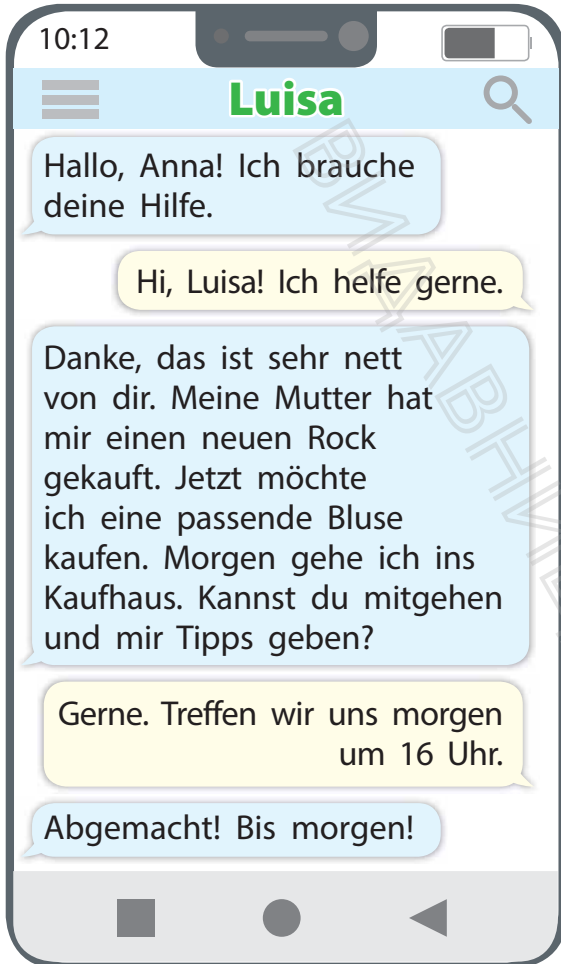 10:12
Luisa
Hallo, Anna! Ich brauche
deine Hilfe.
Hi, Luisa! Ich helfe gerne.
Danke, das ist sehr nett
von dir. Meine Mutter hat
mir einen neuen Rock
gekauft. Jetzt möchte
ich eine passende Bluse
kaufen. Morgen gehe ich ins
Kaufhaus. Kannst du mitgehen
und mir Tipps geben?
Gerne. Treffen wir uns morgen
um 16 Uhr.
Abgemacht! Bis morgen!